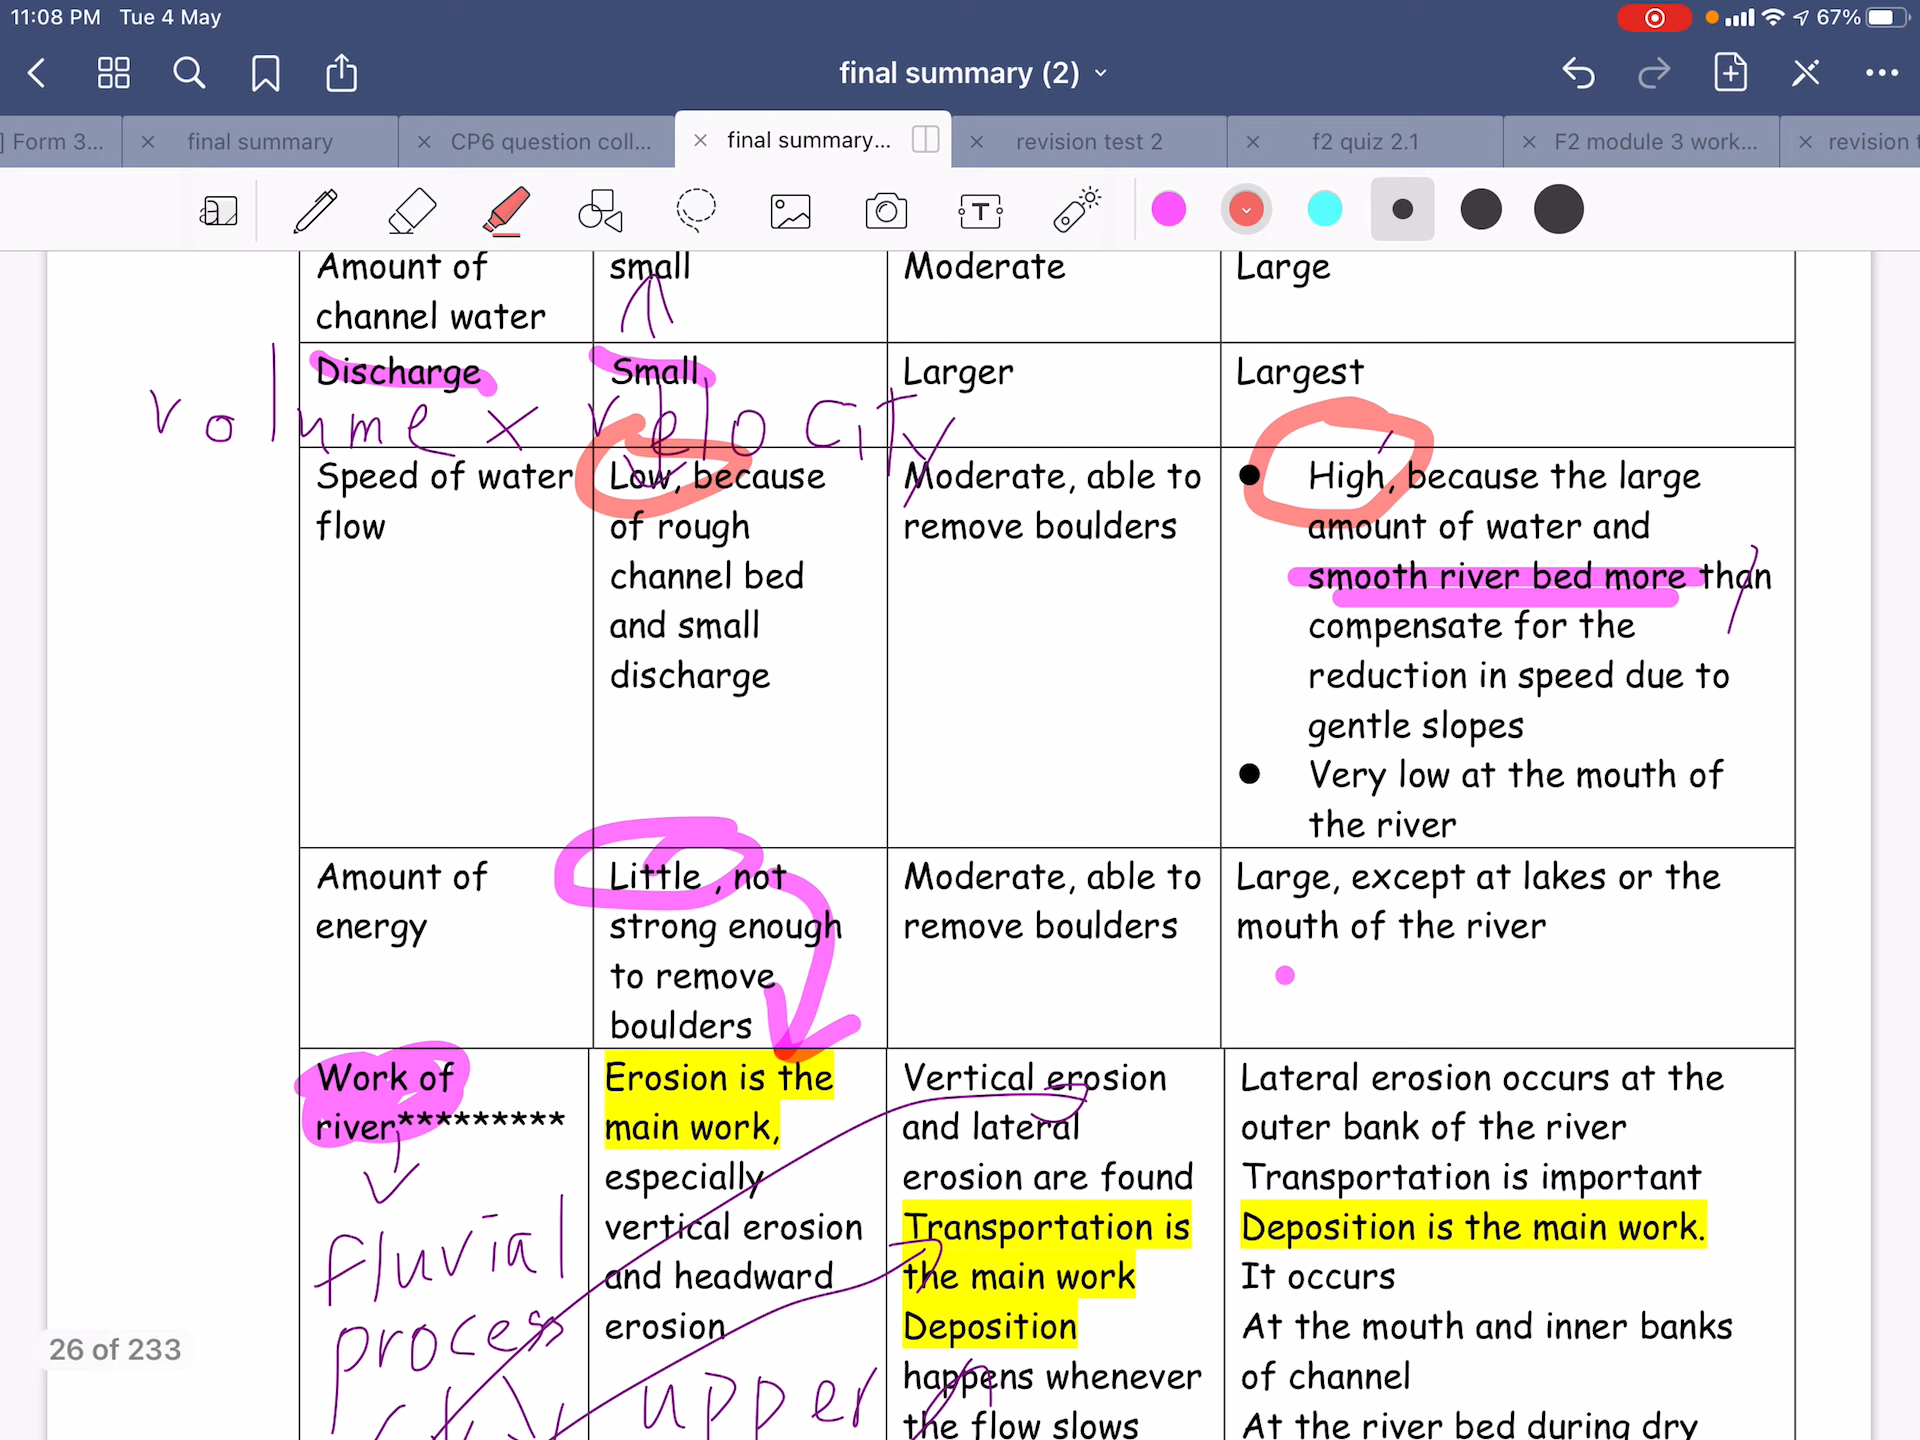 11:08 PM Tue 4 May
67%
final summary (2)
] Form 3...
final summary
CP6 question coll...
final summary...
revision test 2
f2 quiz 2.1
F2 module 3 work...
revision t
T
Amount of
channel water
small
Moderate
Large
Discharge
Small
Larger
Largest
volume x velocity
Speed of water
flow
Low, because
of rough
channel bed
and small
discharge
Moderate, able to
remove boulders
● High, because the large
amount of water and
smooth river bed more than
compensate for the
reduction in speed due to
gentle slopes
● Very low at the mouth of
the river
Amount of
energy
Little , not
strong enough
to remove
boulders
Moderate, able to
remove boulders
Large, except at lakes or the
mouth of the river
Work of
river*********
fluvial
process
Erosion is the
main work,
especially
vertical erosion
and headward
erosion
upper
Vertical erosion
and lateral
erosion are found
Transportation is
the main work
Deposition
happens whenever
the flow slows
Lateral erosion occurs at the
outer bank of the river
Transportation is important
Deposition is the main work.
It occurs
At the mouth and inner banks
of channel
At the river bed during dry
26 of 233